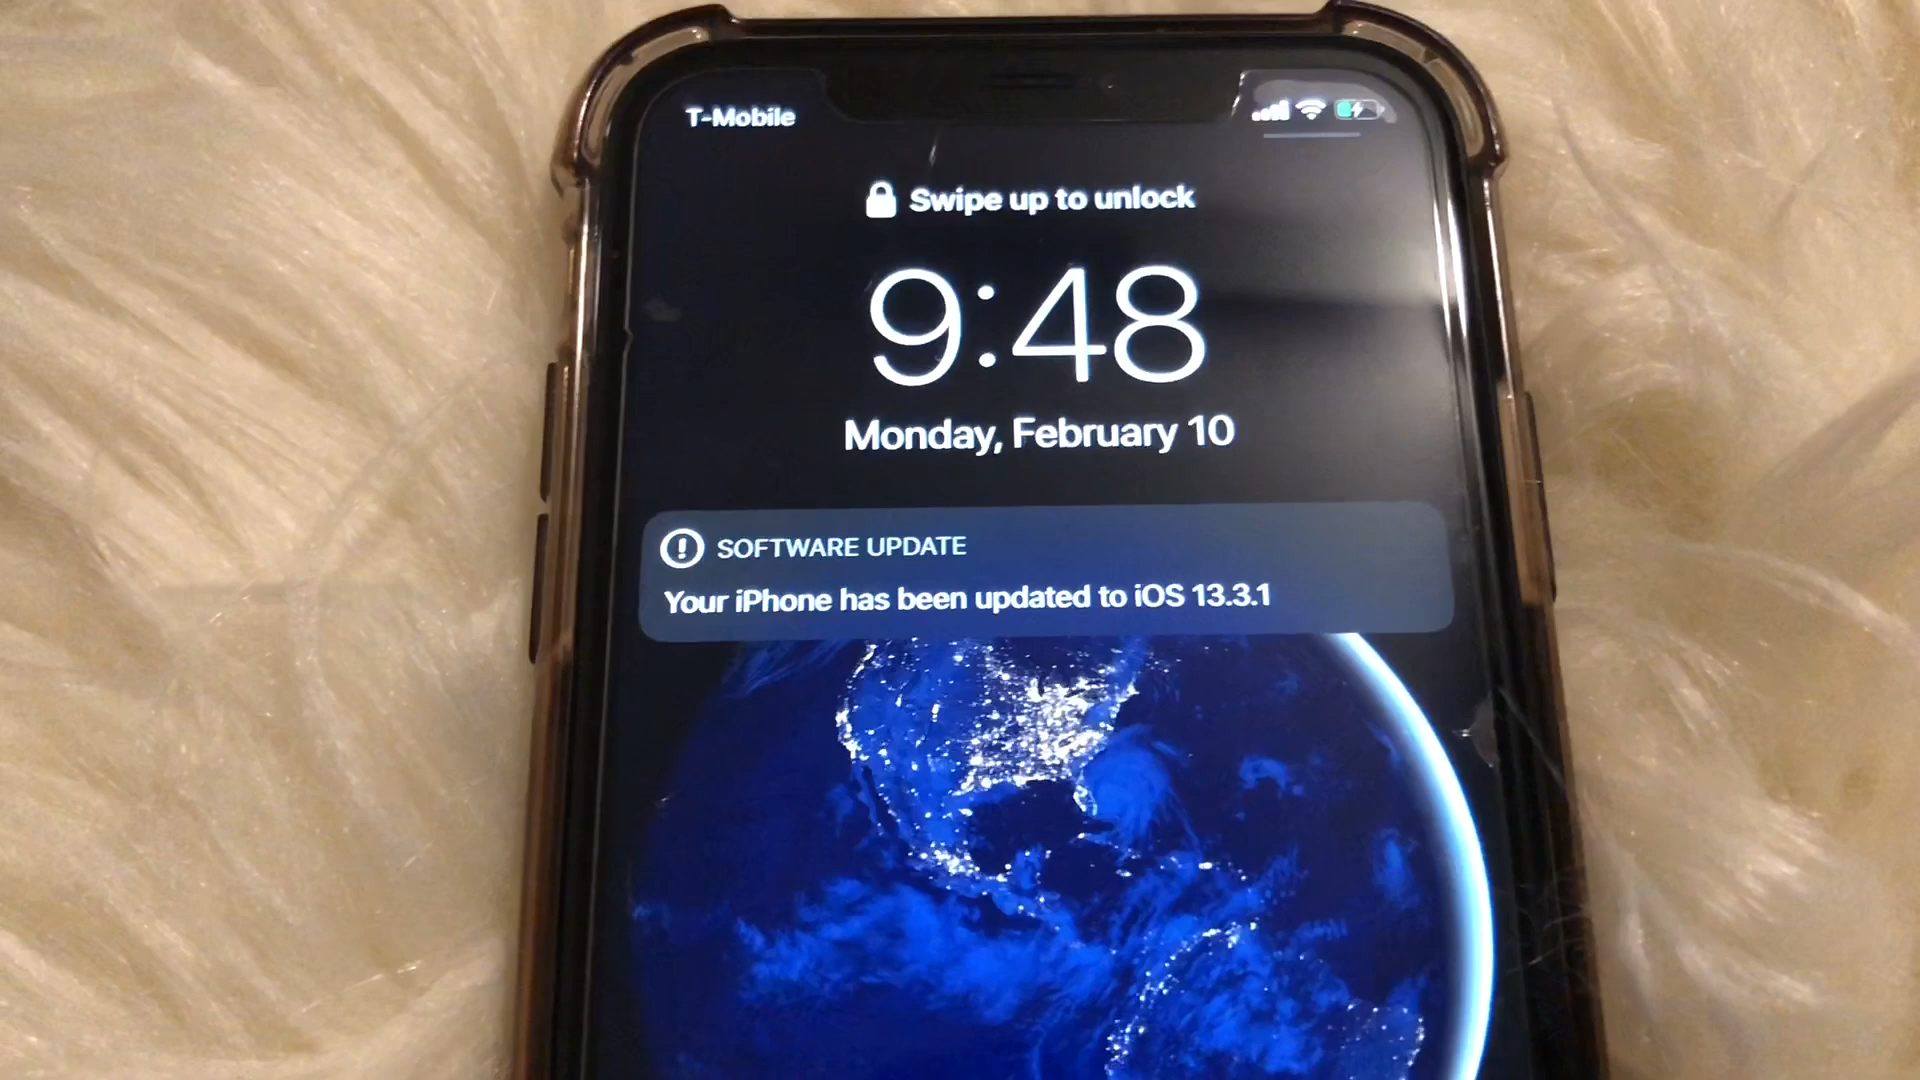 T-Mobile
Swipe up to unlock
9:48
Monday, February 10
SOFTWARE UPDATE
Your iPhone has been updated to iOS 13.3.1